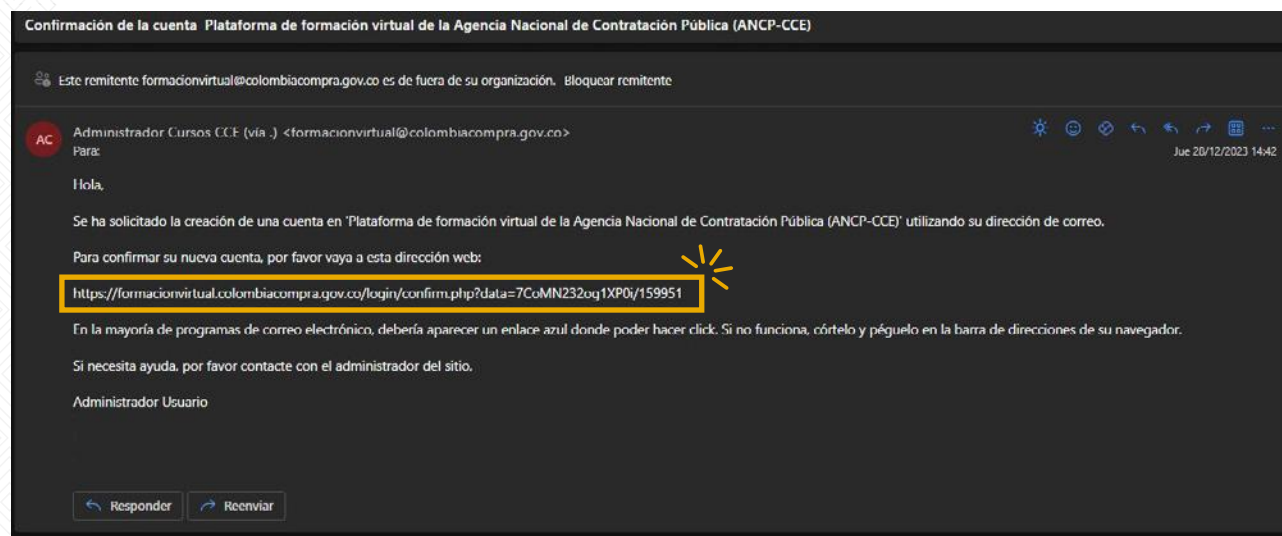 Confirmación de la cuenta Plataforma de formación virtual de la Agencia Nacional de Contratación Pública (ANCP-CCE)
Este remitente formacionvirtual@colombiacompra.gov.co es de fuera de su organización. Bloquear remitente
AC
Administrador Cursos CCE (vía .) <formacionvirtual@colombiacompra.gov.co>
Para:
Jue 28/12/2023 14:42
Hola,
Se ha solicitado la creación de una cuenta en 'Plataforma de formación virtual de la Agencia Nacional de Contratación Pública (ANCP-CCE)' utilizando su dirección de correo.
Para confirmar su nueva cuenta, por favor vaya a esta dirección web:
https://formacionvirtual.colombiacompra.gov.co/login/confirm.php?data=7CoMN232og1XP0i/159951
En la mayoría de programas de correo electrónico, debería aparecer un enlace azul donde poder hacer click. Si no funciona, córtelo y péguelo en la barra de direcciones de su navegador.
Si necesita ayuda, por favor contacte con el administrador del sitio.
Administrador Usuario
Responder
Reenviar